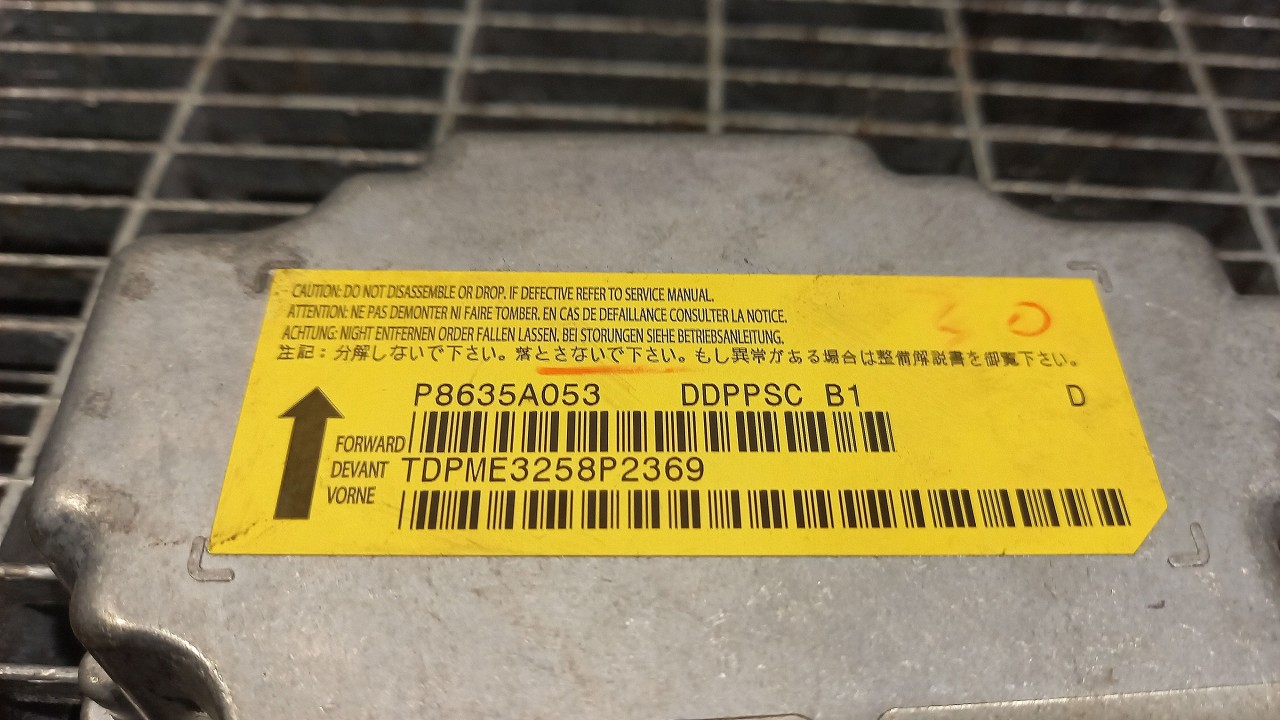 CAUTION: DO NOT DISASSEMBLE OR DROP. IF DEFECTIVE REFER TO SERVICE MANUAL.
ATTENTION: NE PAS DEMONTER NI FAIRE TOMBER. EN CAS DE DEFAILLANCE CONSULTER LA NOTICE.
ACHTUNG: NIGHT ENTFERNEN ORDER FALLEN LASSEN. BEI STORUNGEN SIEHE BETRIEBSANLEITUNG.
注記：分解しないで下さい。落とさないで下さい。もし異常がある場合は整備解説書を御覧下さい。
P8635A053 DDPPSC B1 D
FORWARD
DEVANT
VORNE
TDPME3258P2369